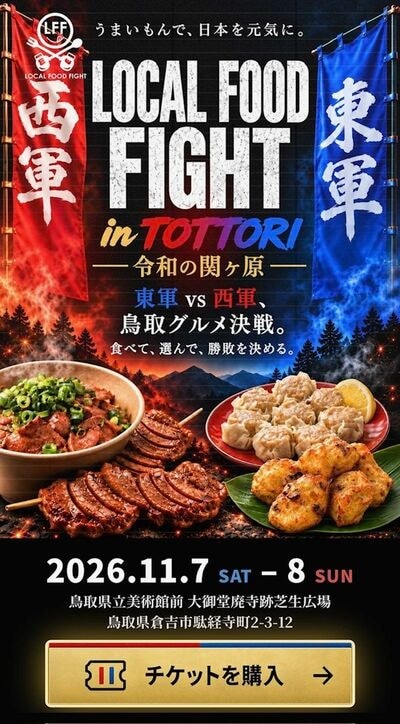 LFF
LOCAL FOOD FIGHT
うまいもんで、日本を元気に。
西軍
東軍
LOCAL FOOD
FIGHT
in TOTTORI
令和の関ヶ原
東軍 vs 西軍、
鳥取グルメ決戦。
食べて、選んで、勝敗を決める。
2026.11.7 SAT – 8 SUN
鳥取県立美術館前 大御堂廃寺跡芝生広場
鳥取県倉吉市駄経寺町2-3-12
チケットを購入 →